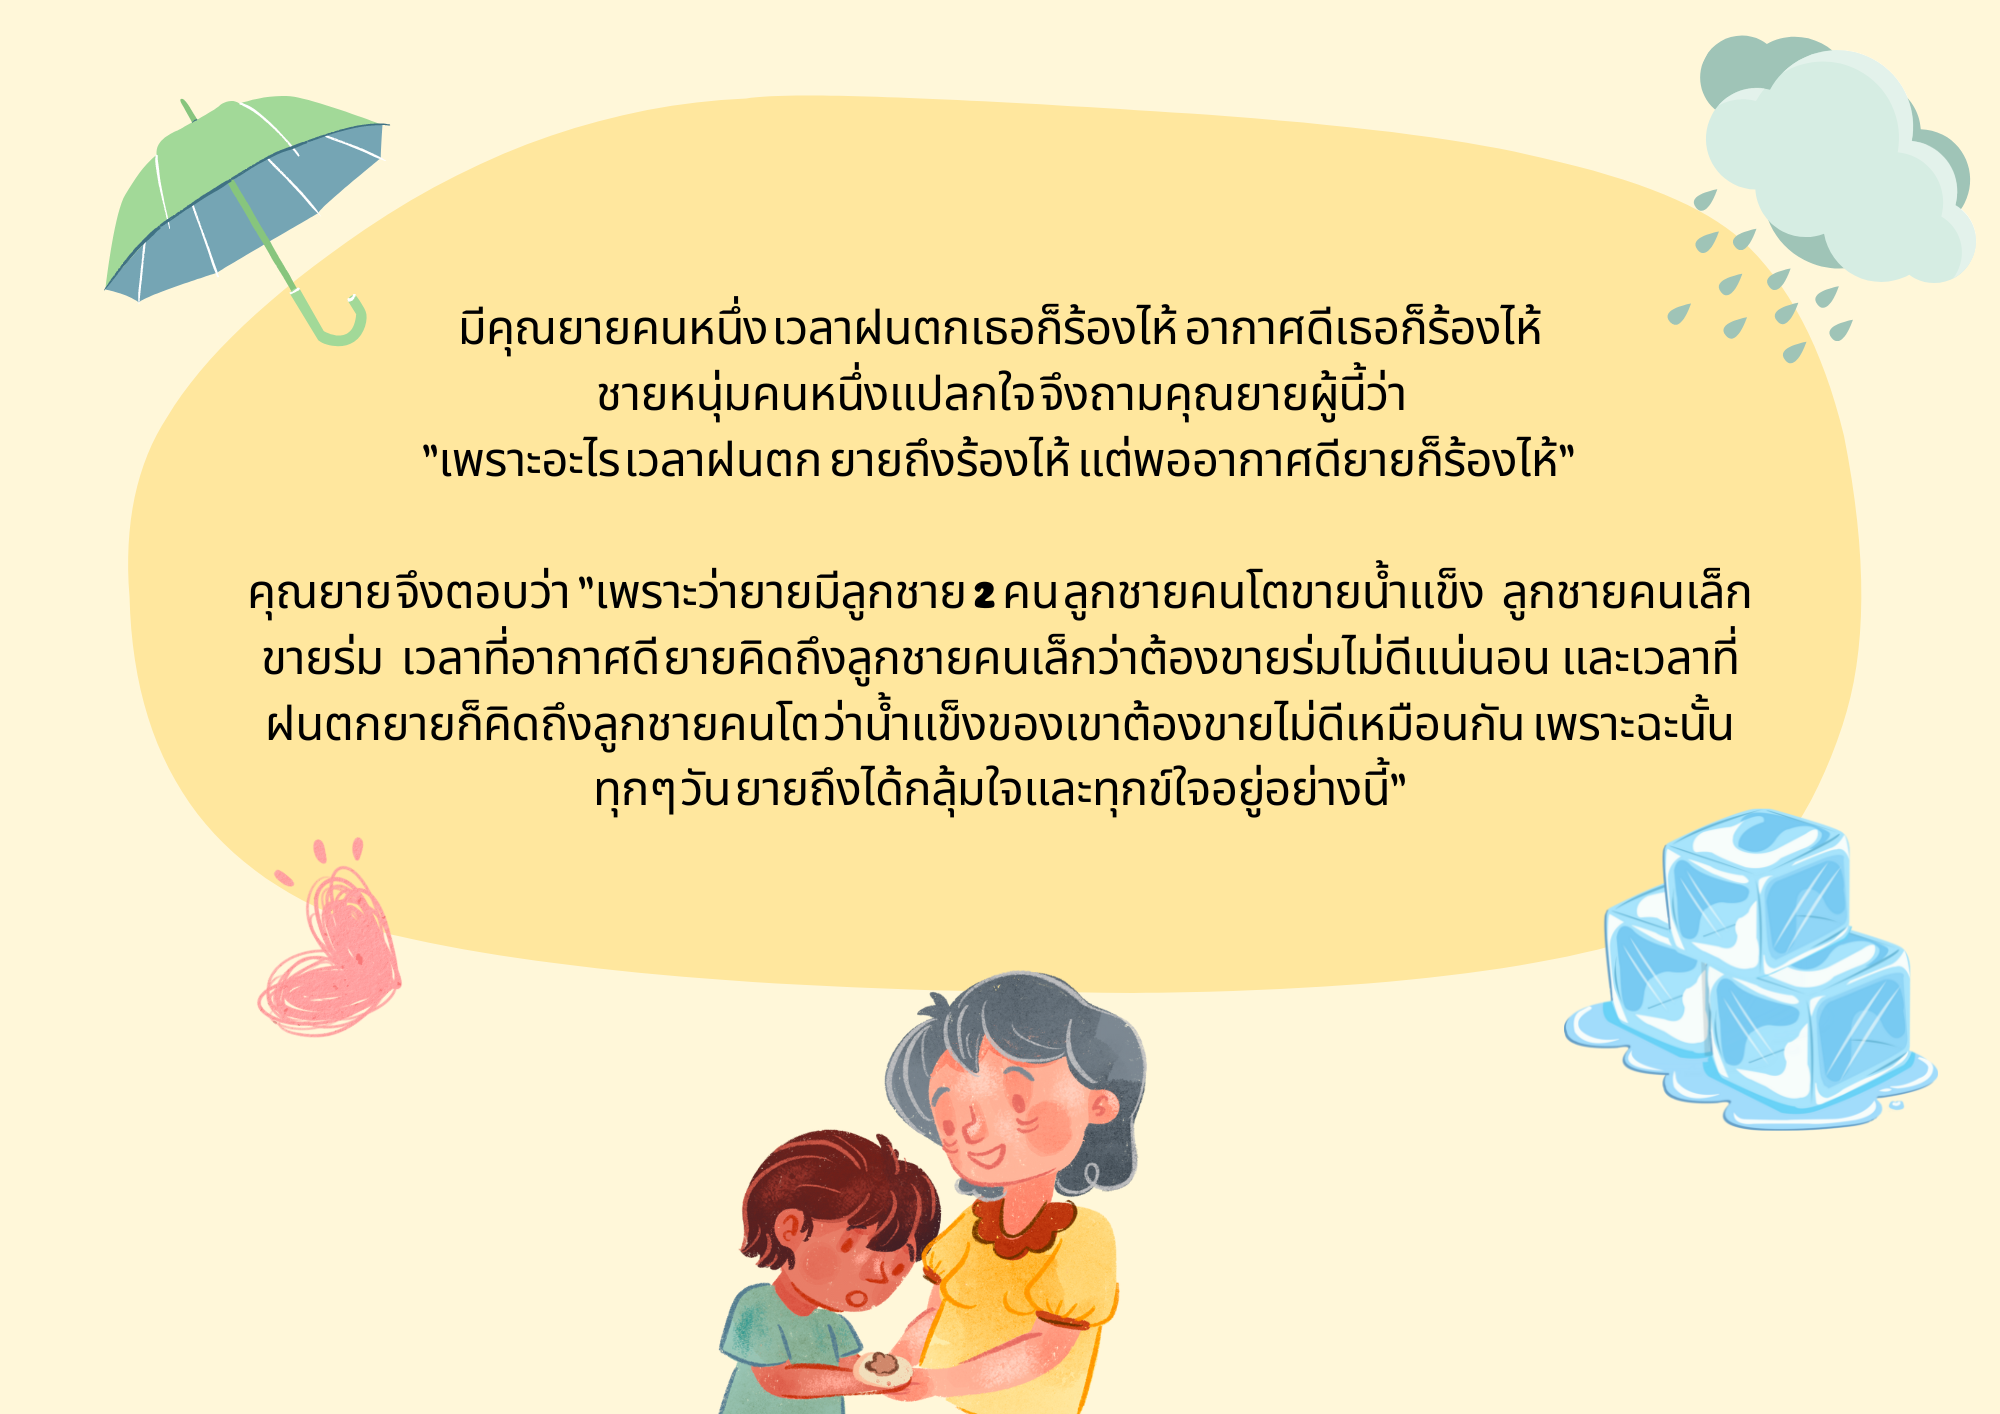 มีคุณยายคนหนึ่ง เวลาฝนตกเธอก็ร้องไห้ อากาศดีเธอก็ร้องไห้
ชายหนุ่มคนหนึ่งแปลกใจ จึงถามคุณยายผู้นี้ว่า
"เพราะอะไร เวลาฝนตก ยายถึงร้องไห้ แต่พออากาศดียายก็ร้องไห้"
คุณยาย จึงตอบว่า "เพราะว่ายายมีลูกชาย 2 คน ลูกชายคนโตขายน้ำแข็ง ลูกชายคนเล็ก
ขายร่ม เวลาที่อากาศดี ยายคิดถึงลูกชายคนเล็กว่าต้องขายร่มไม่ดีแน่นอน และเวลาที่
ฝนตกยายก็คิดถึงลูกชายคนโต ว่าน้ำแข็งของเขาต้องขายไม่ดีเหมือนกัน เพราะฉะนั้น
ทุกๆ วัน ยายถึงได้กลุ้มใจและทุกข์ใจอยู่อย่างนี้"